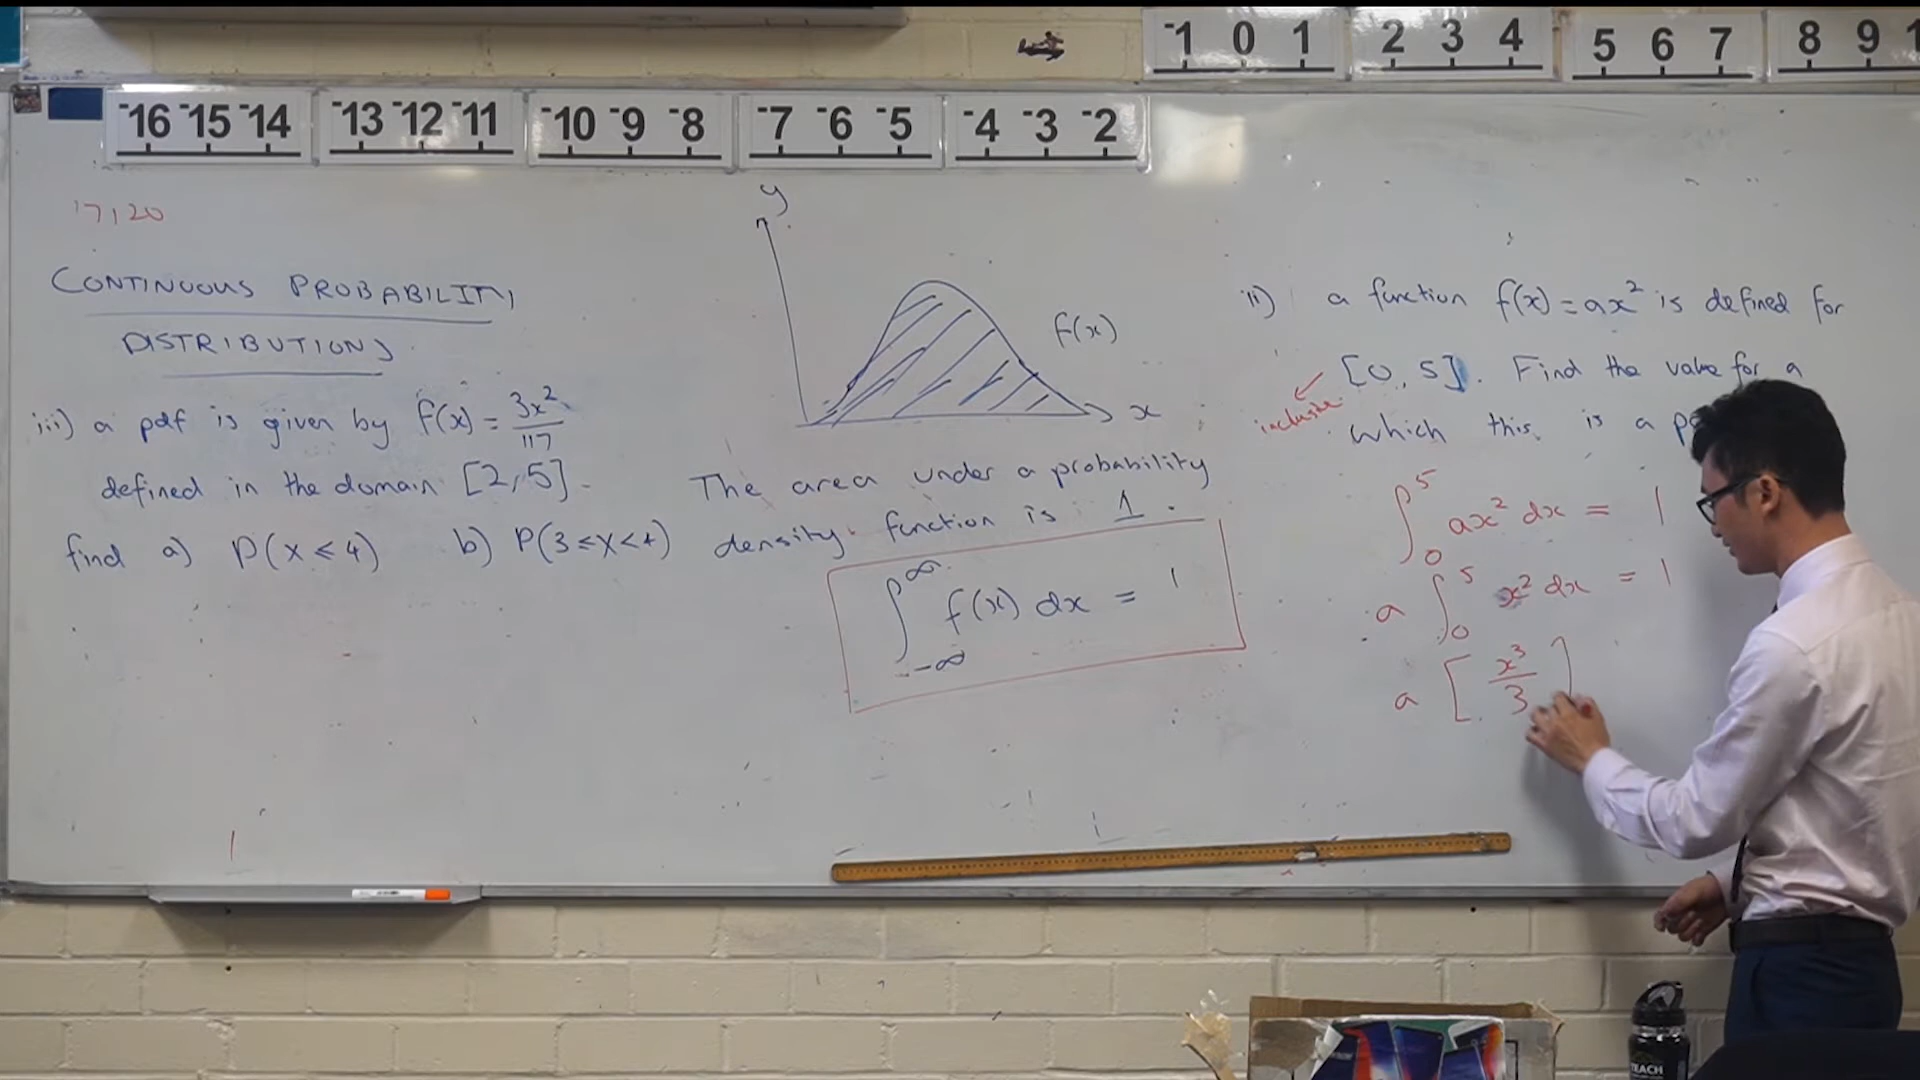 -1 0 1 2 3 4 5 6 7 8 9 1
-16 -15 -14 -13 -12 -11 -10 -9 -8 -7 -6 -5 -4 -3 -2
17120
CONTINUOUS PROBABILITY
DISTRIBUTIONS
iii) a pdf is given by f(x) = 3x²/117
defined in the domain [2,5].
find a) P(X ≤ 4) b) P(3 ≤ X < 4)
y
f(x)
x
The area under a probability
density function is 1.
∫_{-∞}^{∞} f(x) dx = 1
ii) a function f(x) = ax² is defined for
[0, 5]. Find the value for a
inclusive
which this is a p
∫_0^5 ax² dx = 1
a ∫_0^5 x² dx = 1
a [ x³/3 ]
TEACH